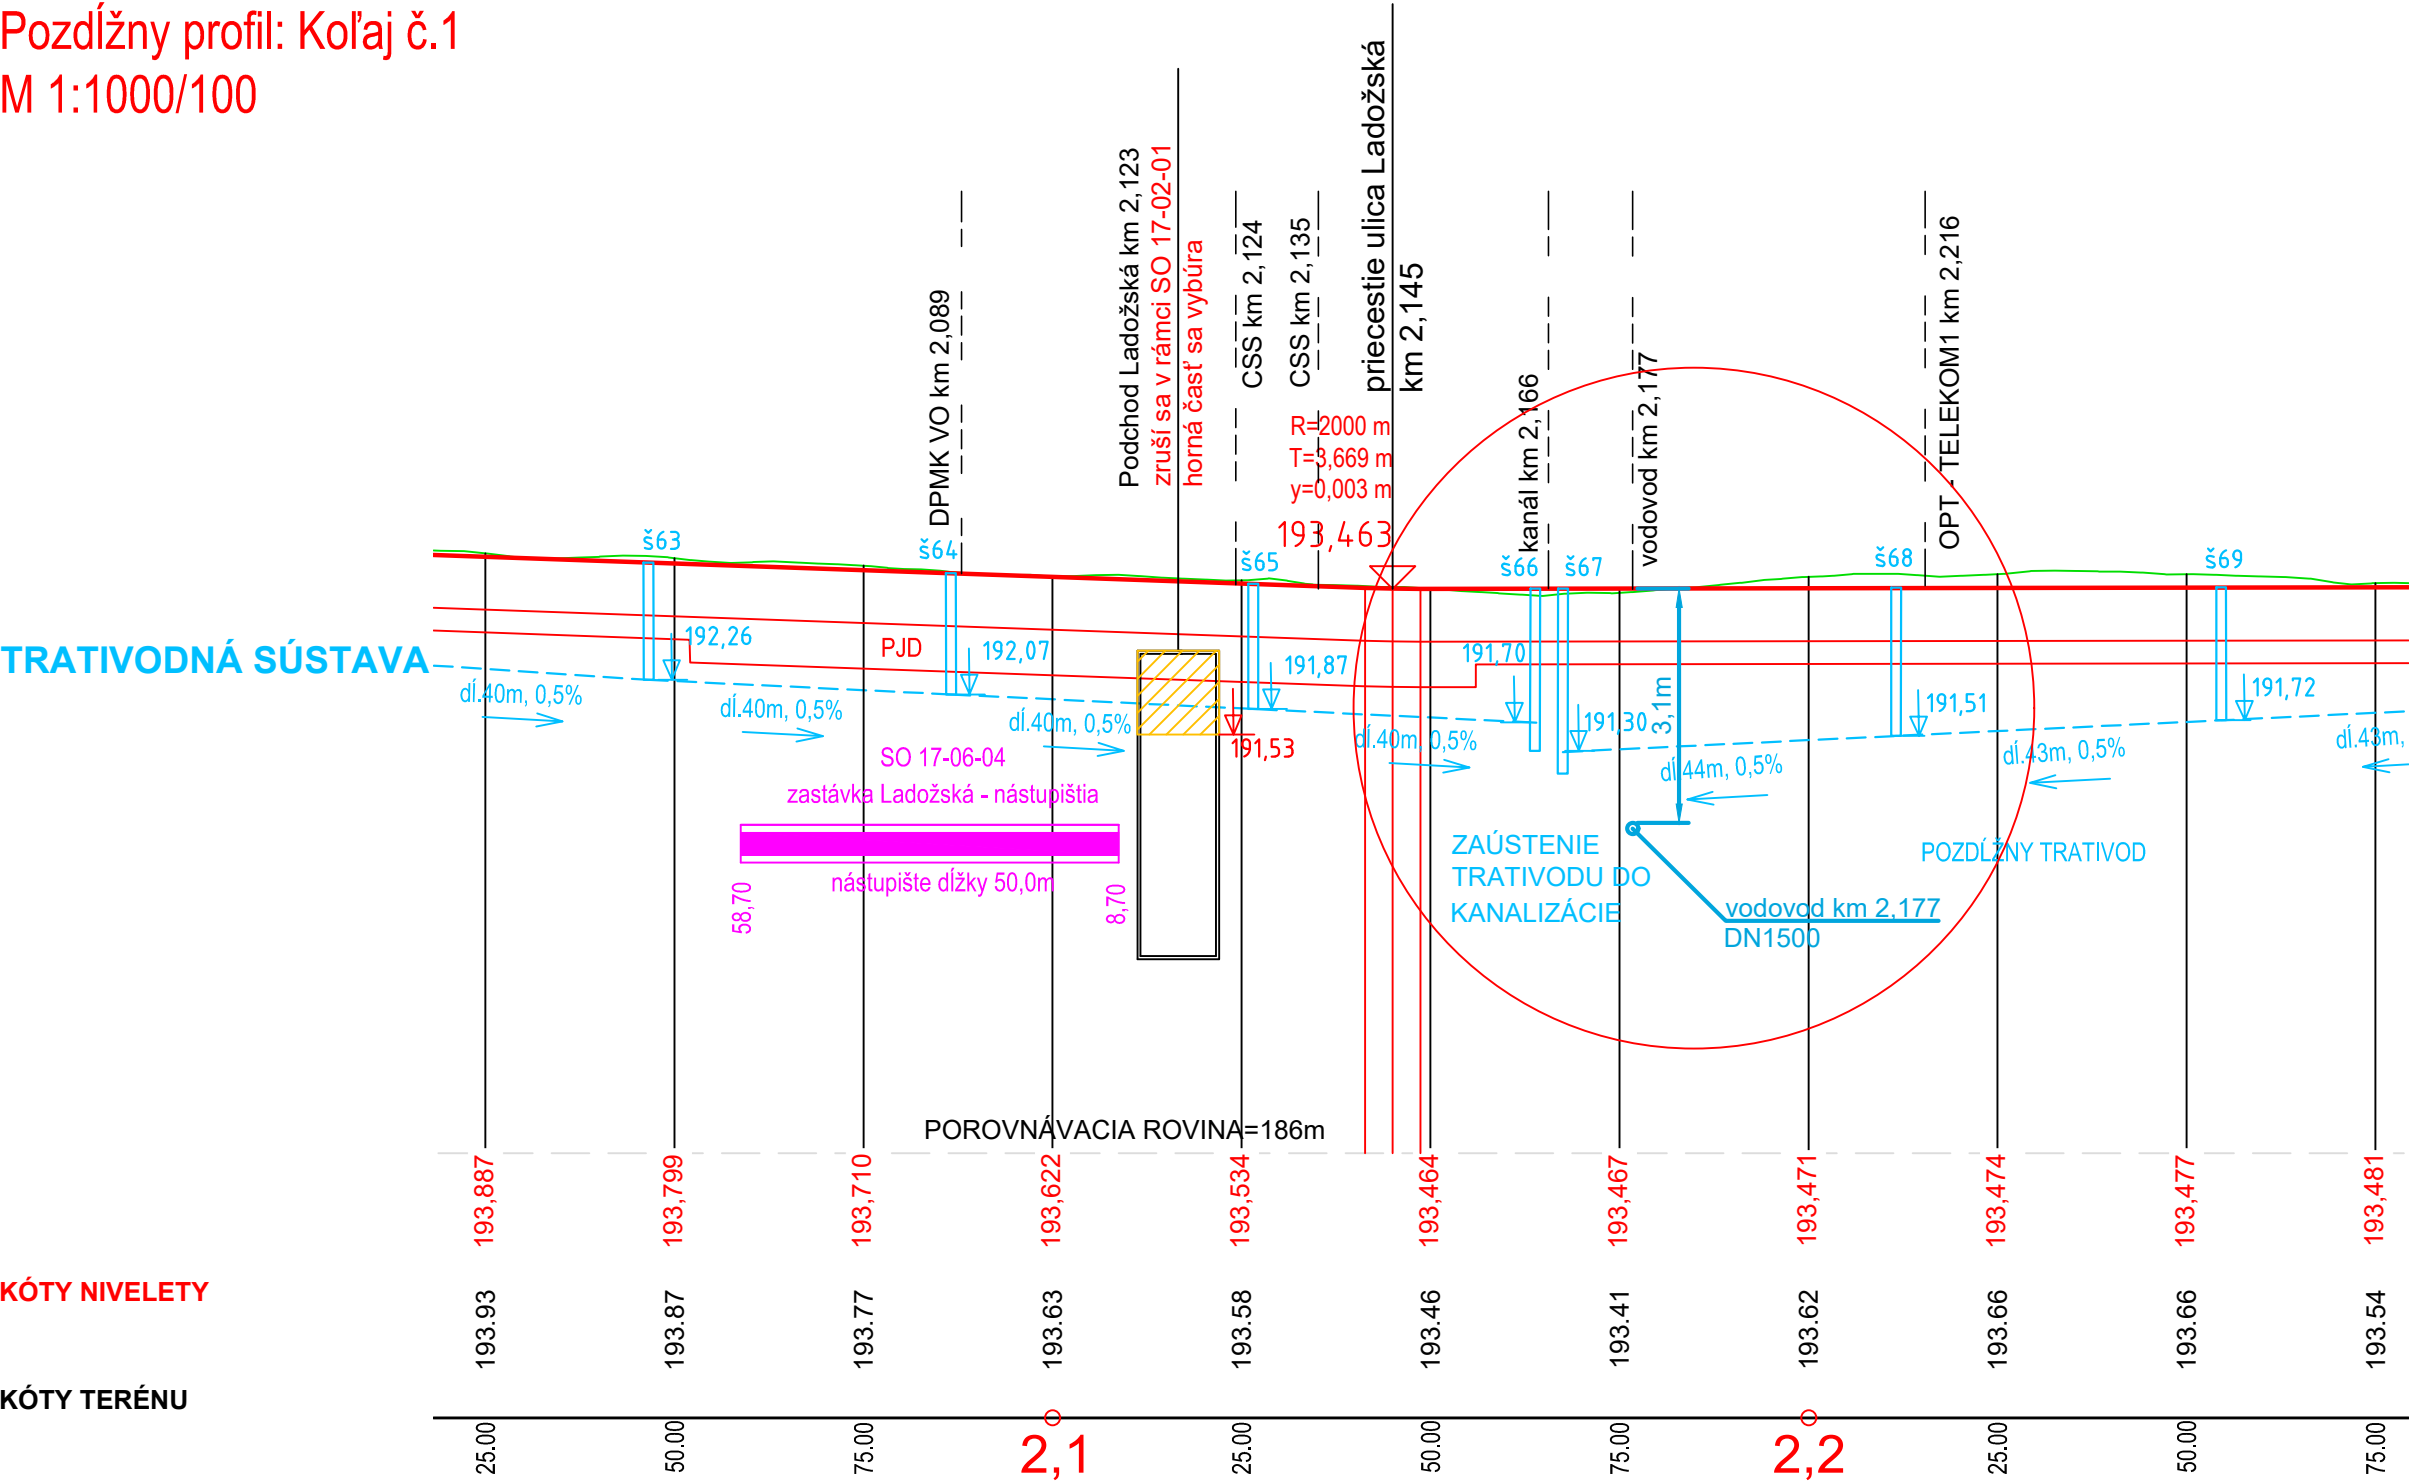 Pozdĺžny profil: Koľaj č.1
M 1:1000/100
DPMK VO km 2,089
Podchod Ladožská km 2,123
zruší sa v rámci SO 17-02-01
horná časť sa vybúra
CSS km 2,124
CSS km 2,135
priecestie ulica Ladožská
km 2,145
kanál km 2,166
vodovod km 2,177
OPT - TELEKOM1 km 2,216
R=2000 m
T=3,669 m
y=0,003 m
193,463
š63
š64
š65
š66
š67
š68
š69
TRATIVODNÁ SÚSTAVA
192,26
PJD
192,07
191,87
191,70
191,30
191,51
191,72
191,53
3,1m
dĺ.40m, 0,5%
dĺ.40m, 0,5%
dĺ.40m, 0,5%
dĺ.40m, 0,5%
dĺ.44m, 0,5%
dĺ.43m, 0,5%
dĺ.43m,
SO 17-06-04
zastávka Ladožská - nástupištia
nástupište dĺžky 50,0m
58,70
8,70
ZAÚSTENIE
TRATIVODU DO
KANALIZÁCIE
POZDĹŽNY TRATIVOD
vodovod km 2,177
DN1500
POROVNÁVACIA ROVINA=186m
193,887
193,799
193,710
193,622
193,534
193,464
193,467
193,471
193,474
193,477
193,481
KÓTY NIVELETY
193.93
193.87
193.77
193.63
193.58
193.46
193.41
193.62
193.66
193.66
193.54
KÓTY TERÉNU
25.00
50.00
75.00
2,1
25.00
50.00
75.00
2,2
25.00
50.00
75.00